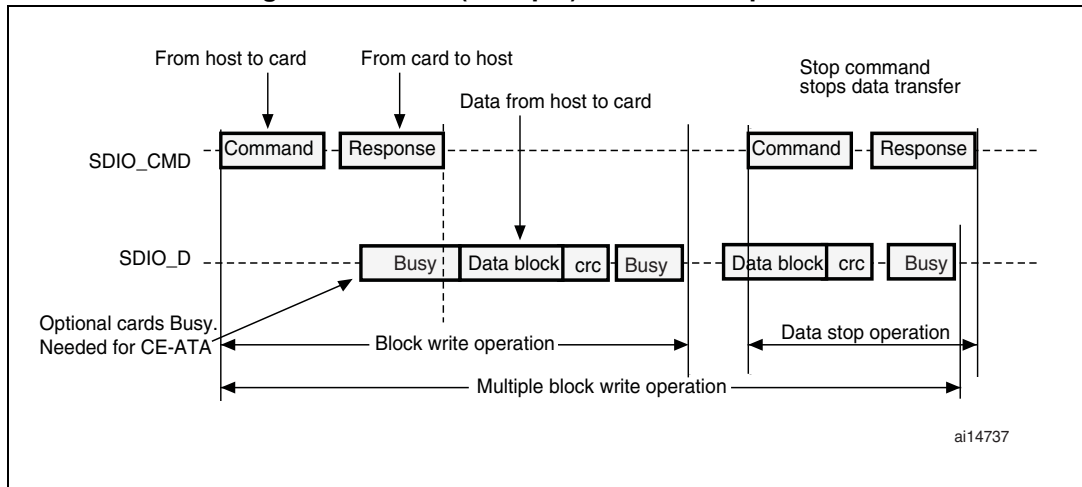 From host to card
From card to host
Stop command
stops data transfer
Data from host to card
SDIO_CMD
Command
Response
Command
Response
SDIO_D
Busy
Data block
crc
Busy
Data block
crc
Busy
Optional cards Busy.
Needed for CE-ATA
Block write operation
Data stop operation
Multiple block write operation
ai14737